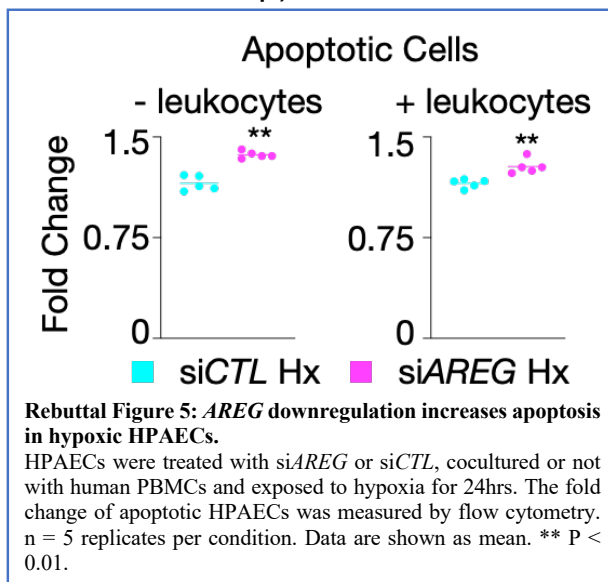 Apoptotic Cells
- leukocytes
+ leukocytes
Fold Change
1.5
0.75
0
**
1.5
0.75
0
**
siCTL Hx
siAREG Hx
Rebuttal Figure 5: AREG downregulation increases apoptosis
in hypoxic HPAECs.
HPAECs were treated with siAREG or siCTL, cocultured or not
with human PBMCs and exposed to hypoxia for 24hrs. The fold
change of apoptotic HPAECs was measured by flow cytometry.
n = 5 replicates per condition. Data are shown as mean. ** P <
0.01.